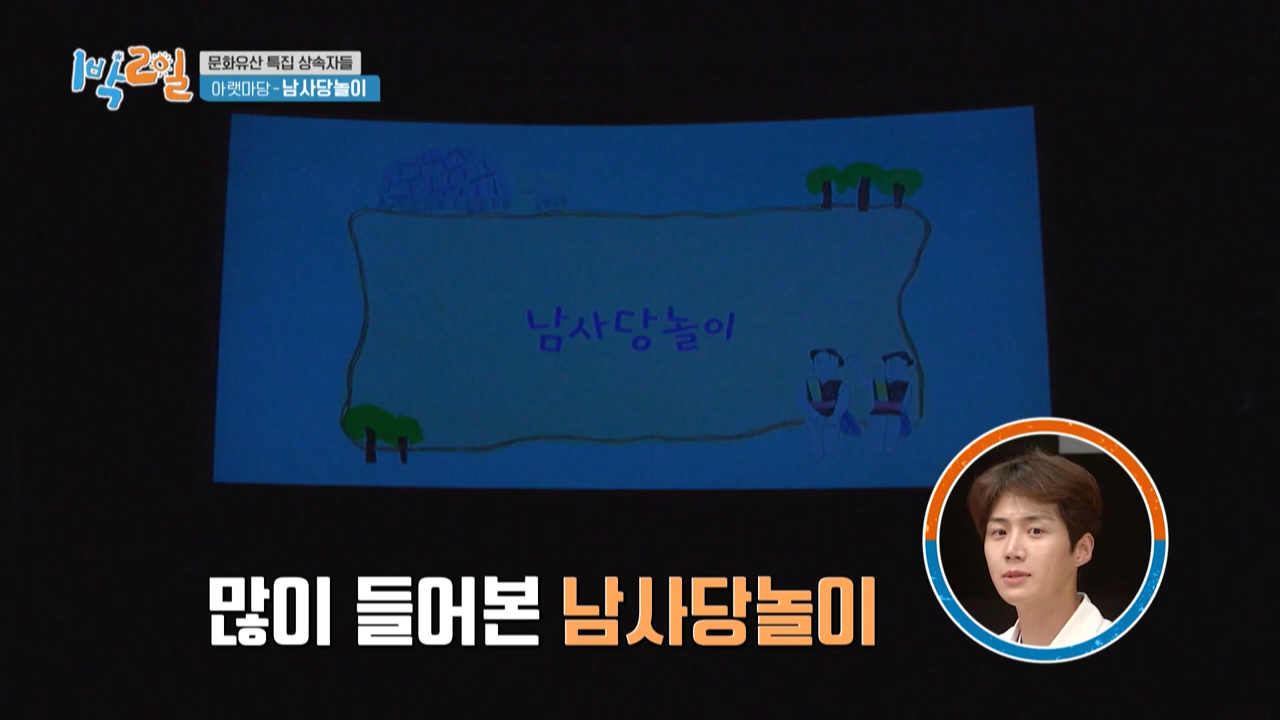 1박2일
문화유산 특집 상속자들
아랫마당 - 남사당놀이
남사당놀이
많이 들어본 남사당놀이